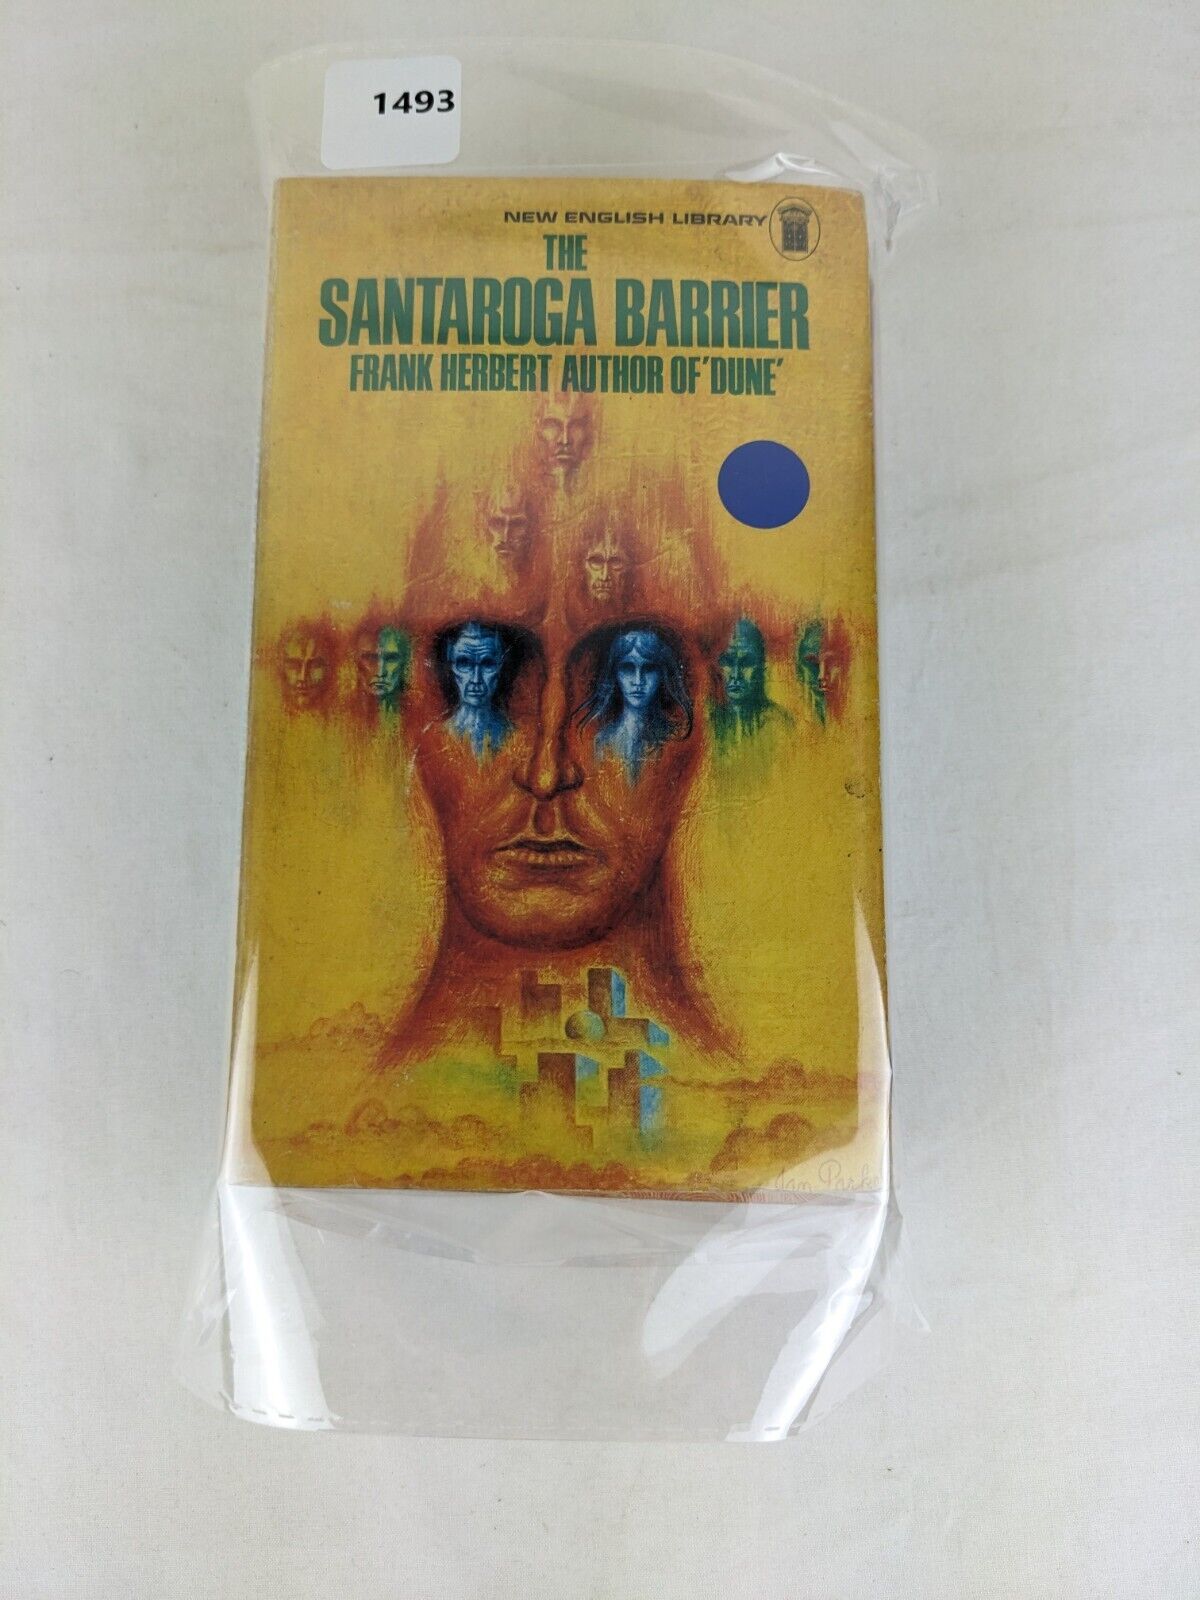 1493
NEW ENGLISH LIBRARY
THE
SANTAROGA BARRIER
FRANK HERBERT AUTHOR OF 'DUNE'